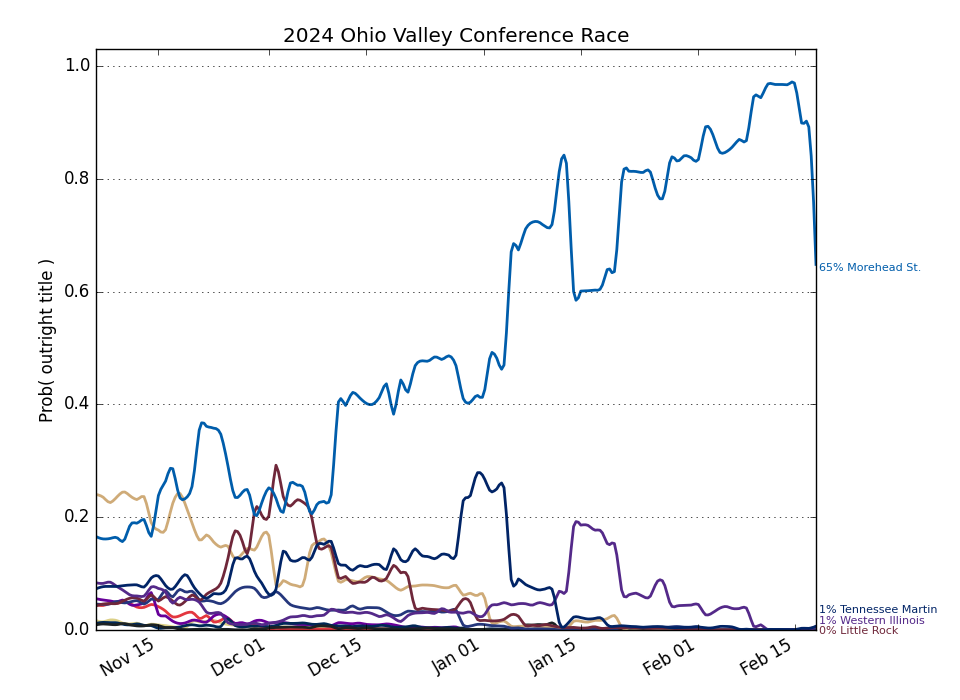 2024 Ohio Valley Conference Race
Prob( outright title )
1.0
0.8
0.6
0.4
0.2
0.0
Nov 15
Dec 01
Dec 15
Jan 01
Jan 15
Feb 01
Feb 15
65% Morehead St.
1% Tennessee Martin
1% Western Illinois
0% Little Rock